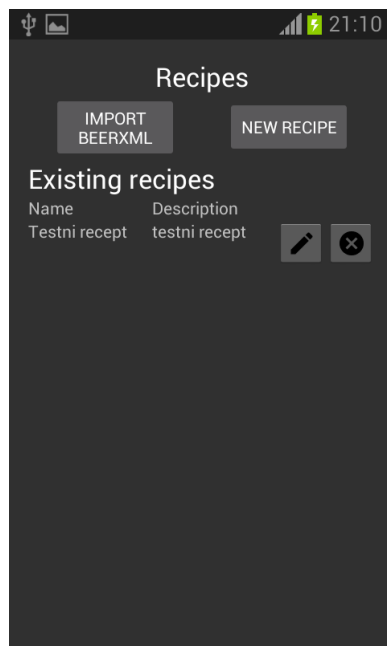 21:10
Recipes
IMPORT
BEERXML
NEW RECIPE
Existing recipes
Name Description
Testni recept testni recept